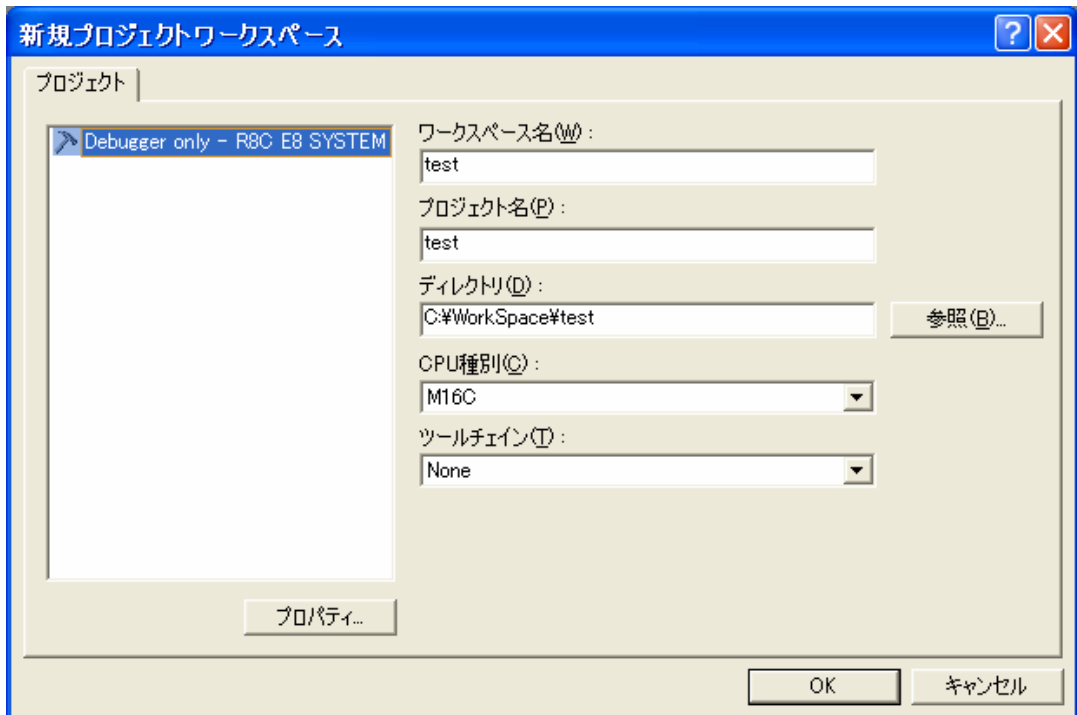 新規プロジェクトワークスペース
プロジェクト
Debugger only - R8C E8 SYSTEM
ワークスペース名(W):
test
プロジェクト名(P):
test
ディレクトリ(D):
C:¥WorkSpace¥test
参照(B)...
CPU種別(C):
M16C
ツールチェイン(T):
None
プロパティ...
OK
キャンセル